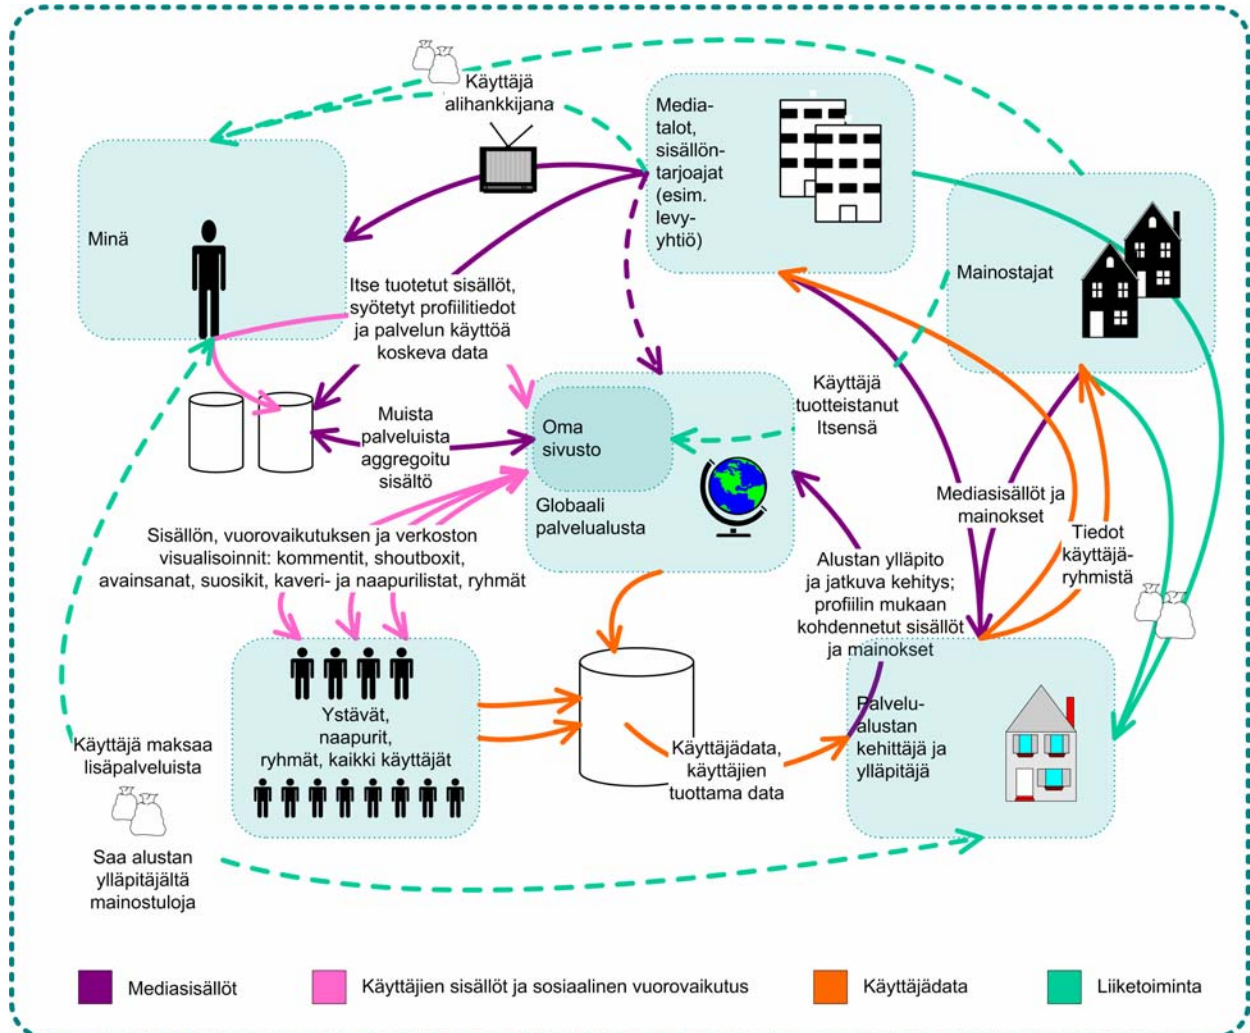 Käyttäjä
alihankkijana
Media-
talot,
sisällön-
tarjoajat
(esim.
levy-
yhtiö)
Minä
Mainostajat
Itse tuotetut sisällöt,
syötetyt profiilitiedot
ja palvelun käyttöä
koskeva data
Käyttäjä
tuotteistanut
Itsensä
Muista
palveluista
aggregoitu
sisältö
Oma
sivusto
Globaali
palvelualusta
Mediasisällöt ja
mainokset
Tiedot
käyttäjä-
ryhmistä
Sisällön, vuorovaikutuksen ja verkoston
visualisoinnit: kommentit, shoutboxit,
avainsanat, suosikit, kaveri- ja naapurilistat, ryhmät
Alustan ylläpito
ja jatkuva kehitys;
profiilin mukaan
kohdennetut sisällöt
ja mainokset
Ystävät,
naapurit,
ryhmät, kaikki käyttäjät
Palvelu-
alustan
kehittäjä ja
ylläpitäjä
Käyttäjä maksaa
lisäpalveluista
Käyttäjädata,
käyttäjien
tuottama data
Saa alustan
ylläpitäjältä
mainostuloja
Mediasisällöt
Käyttäjien sisällöt ja sosiaalinen vuorovaikutus
Käyttäjädata
Liiketoiminta